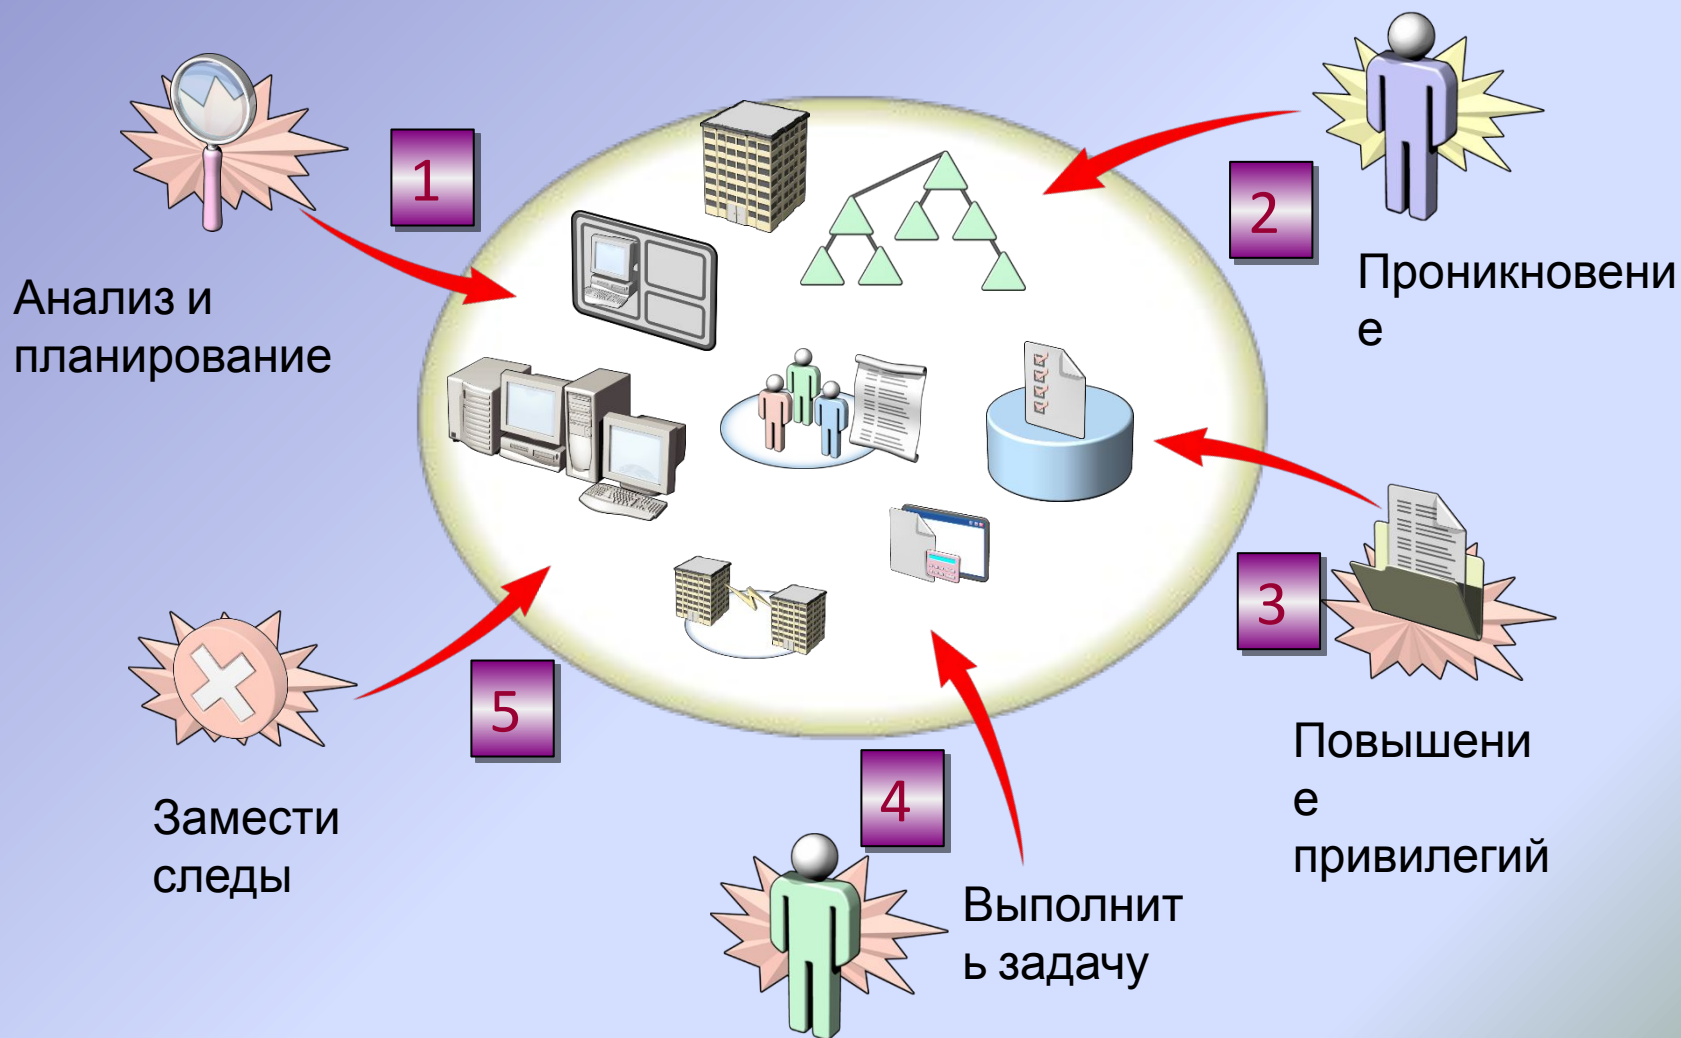 1
Анализ и
планирование
2
Проникновени
е
3
Повышени
е
привилегий
4
Выполнит
ь задачу
5
Замести
следы